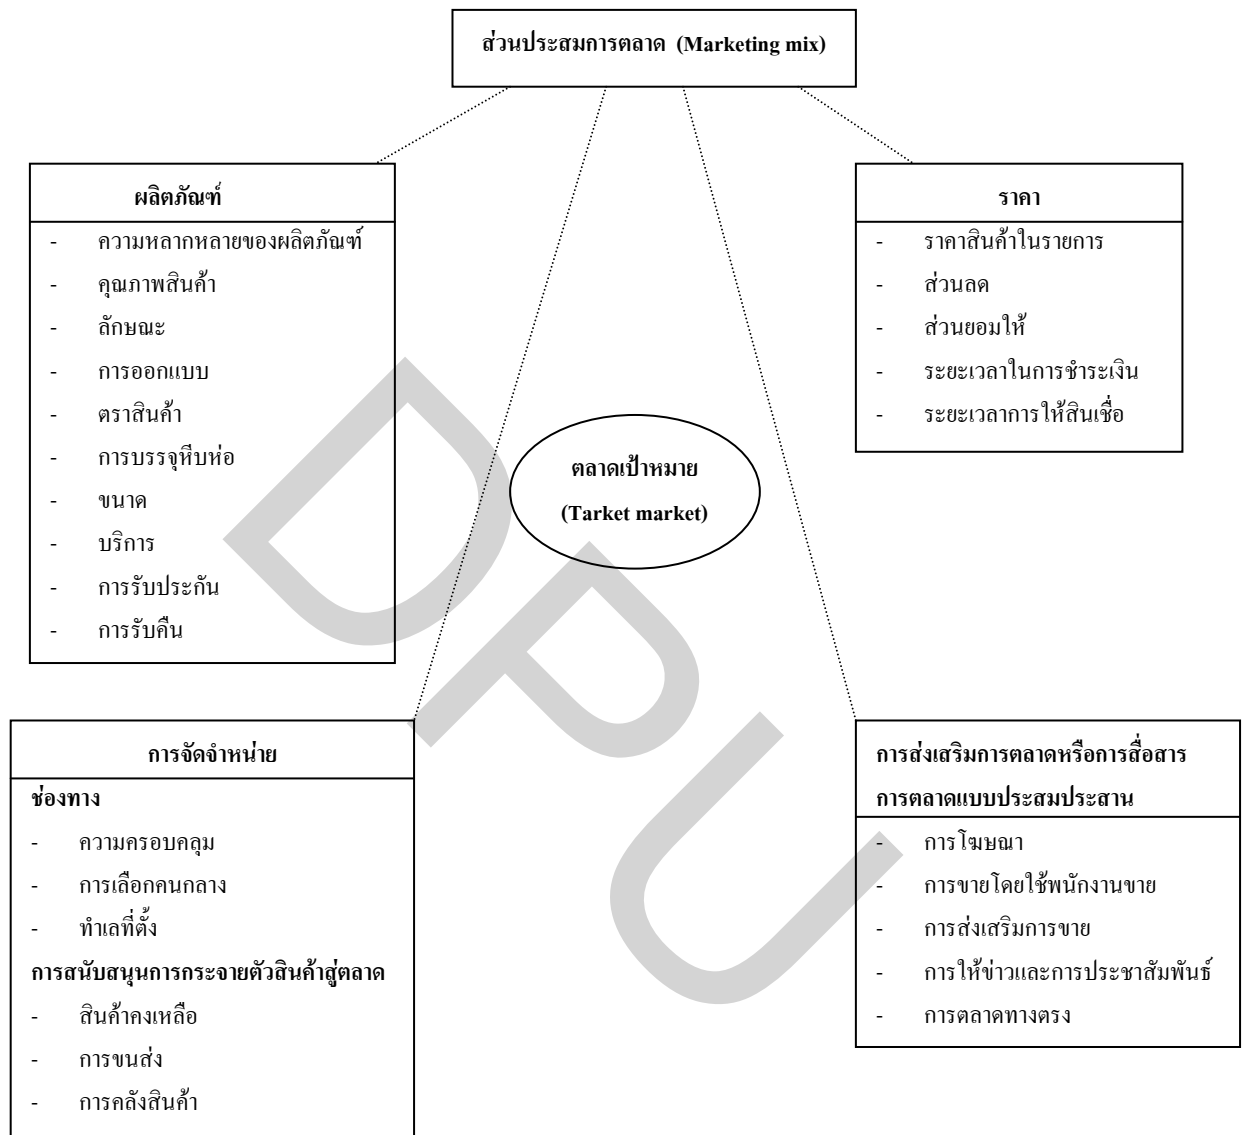 ส่วนประสมการตลาด (Marketing mix)
ผลิตภัณฑ์
- ความหลากหลายของผลิตภัณฑ์
- คุณภาพสินค้า
- ลักษณะ
- การออกแบบ
- ตราสินค้า
- การบรรจุหีบห่อ
- ขนาด
- บริการ
- การรับประกัน
- การรับคืน
ราคา
- ราคาสินค้าในรายการ
- ส่วนลด
- ส่วนยอมให้
- ระยะเวลาในการชำระเงิน
- ระยะเวลาการให้สินเชื่อ
ตลาดเป้าหมาย
(Tarket market)
การจัดจำหน่าย
ช่องทาง
- ความครอบคลุม
- การเลือกคนกลาง
- ทำเลที่ตั้ง
การสนับสนุนการกระจายตัวสินค้าสู่ตลาด
- สินค้าคงเหลือ
- การขนส่ง
- การคลังสินค้า
การส่งเสริมการตลาดหรือการสื่อสาร
การตลาดแบบประสมประสาน
- การโฆษณา
- การขายโดยใช้พนักงานขาย
- การส่งเสริมการขาย
- การให้ข่าวและการประชาสัมพันธ์
- การตลาดทางตรง
DPU